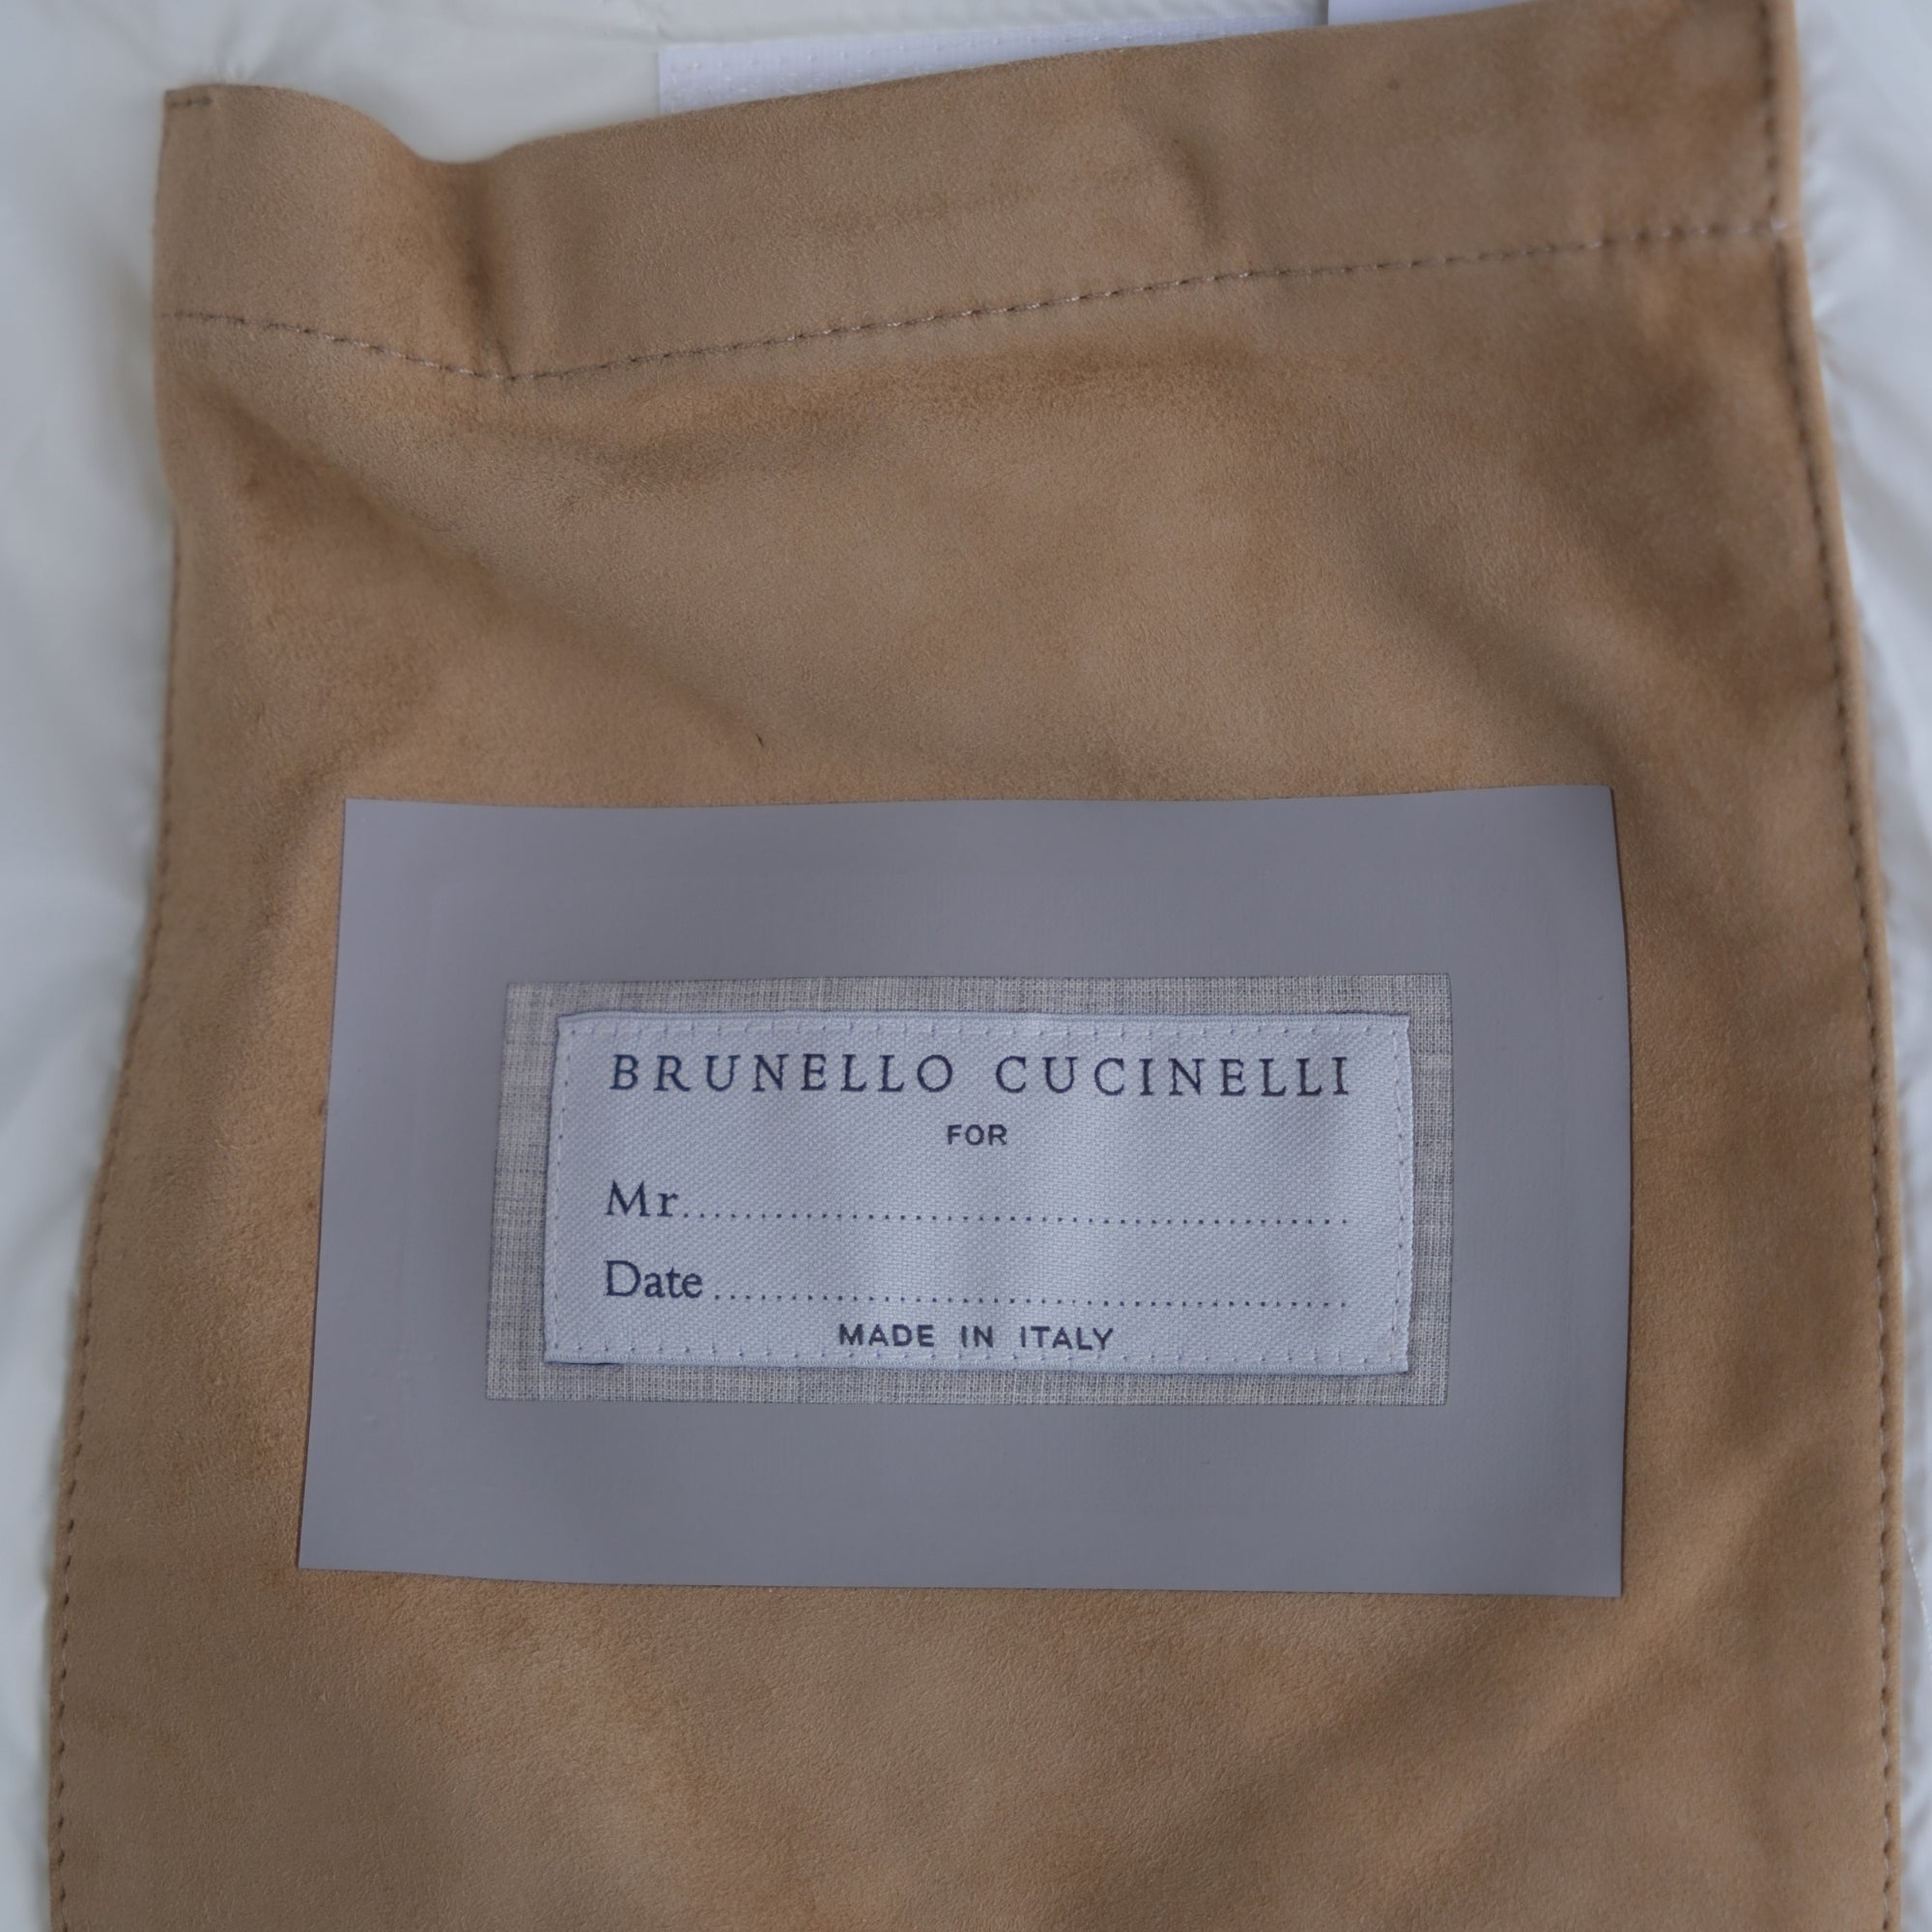 BRUNELLO CUCINELLI
FOR
Mr........................................
Date........................................
MADE IN ITALY